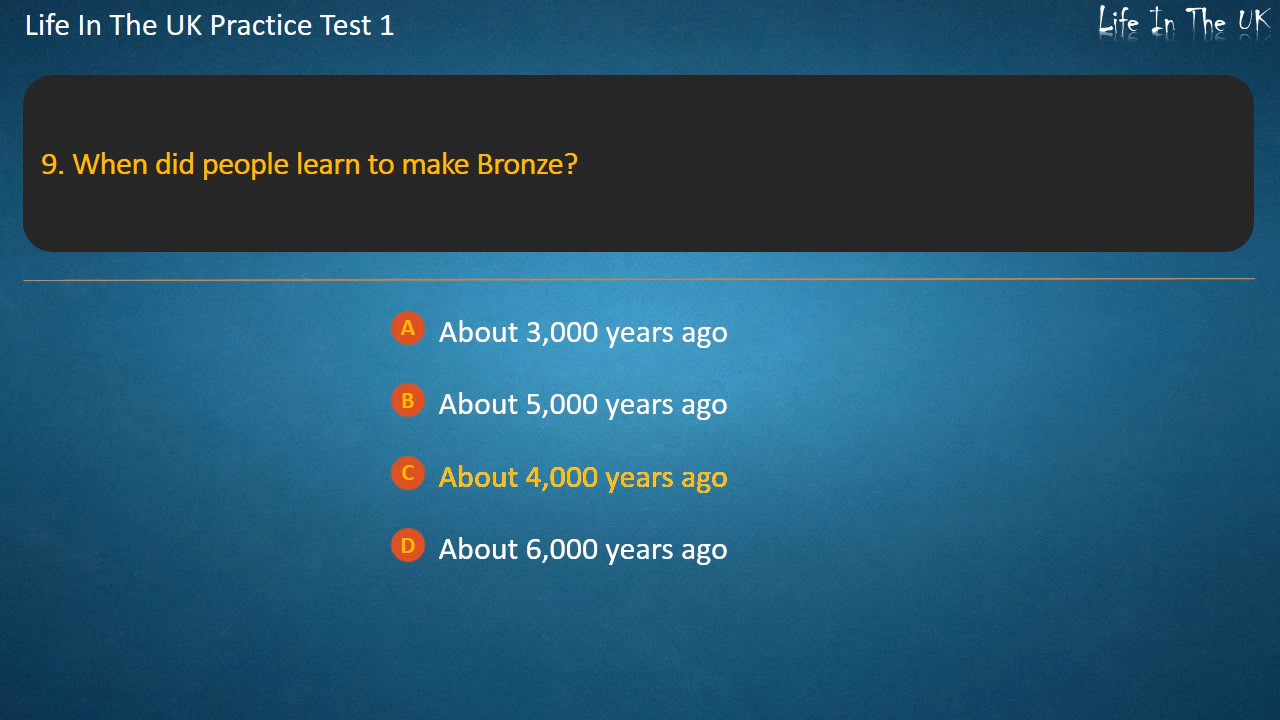 Life In The UK Practice Test 1
Life In The UK
9. When did people learn to make Bronze?
A About 3,000 years ago
B About 5,000 years ago
C About 4,000 years ago
D About 6,000 years ago